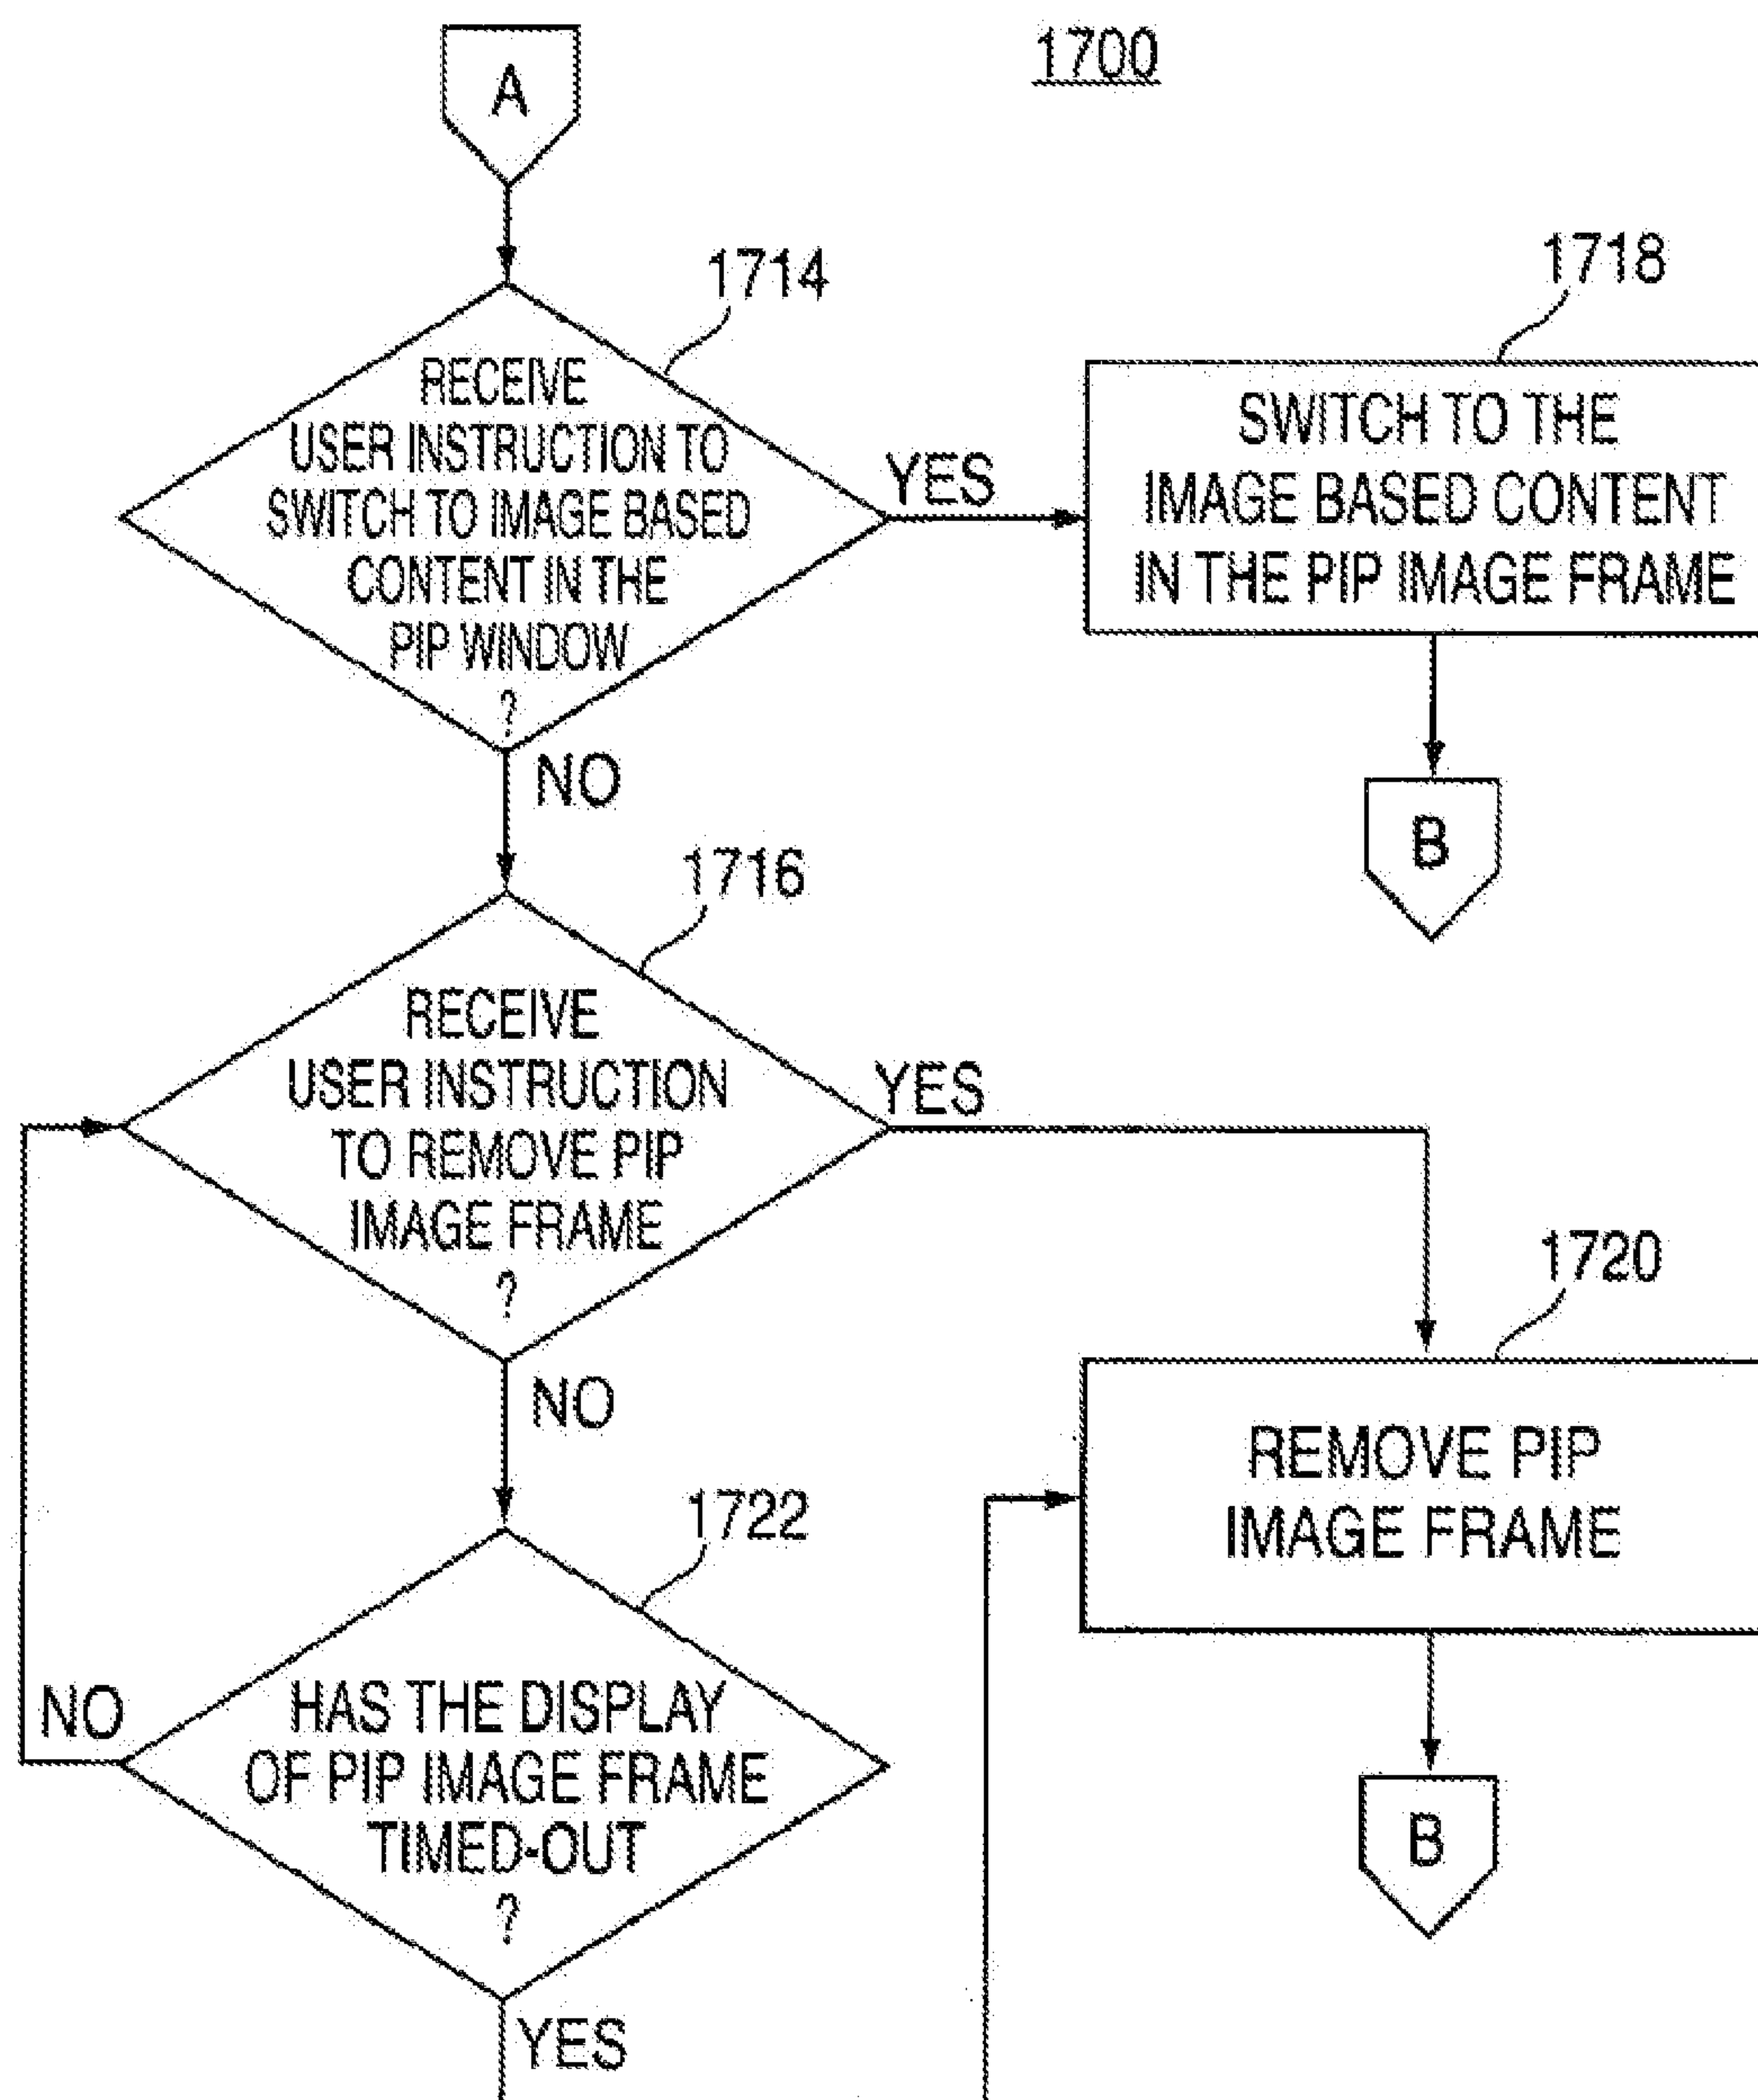 1700
A
1714
RECEIVE
USER INSTRUCTION TO
SWITCH TO IMAGE BASED
CONTENT IN THE
PIP WINDOW
?
YES
1718
SWITCH TO THE
IMAGE BASED CONTENT
IN THE PIP IMAGE FRAME
B
NO
1716
RECEIVE
USER INSTRUCTION
TO REMOVE PIP
IMAGE FRAME
?
YES
1720
REMOVE PIP
IMAGE FRAME
B
NO
1722
HAS THE DISPLAY
OF PIP IMAGE FRAME
TIMED-OUT
?
NO
YES